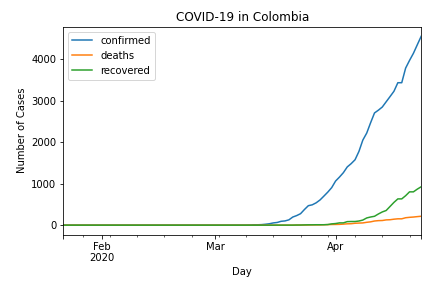 COVID-19 in Colombia
confirmed
deaths
recovered
Number of Cases
4000
3000
2000
1000
0
Feb
2020
Mar
Apr
Day